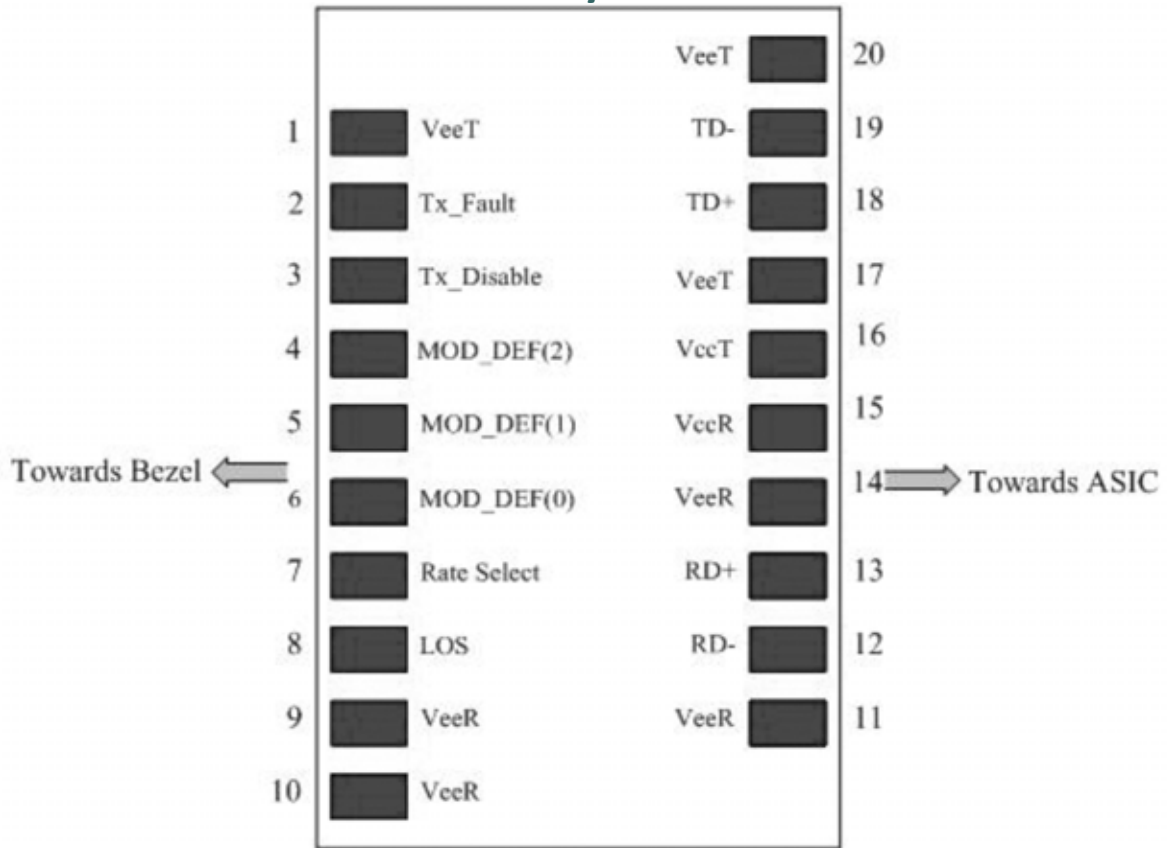 VeeT 20
1 VeeT TD- 19
2 Tx_Fault TD+ 18
3 Tx_Disable VeeT 17
4 MOD_DEF(2) VccT 16
5 MOD_DEF(1) VccR 15
Towards Bezel
6 MOD_DEF(0) VeeR 14 Towards ASIC
7 Rate Select RD+ 13
8 LOS RD- 12
9 VeeR VeeR 11
10 VeeR